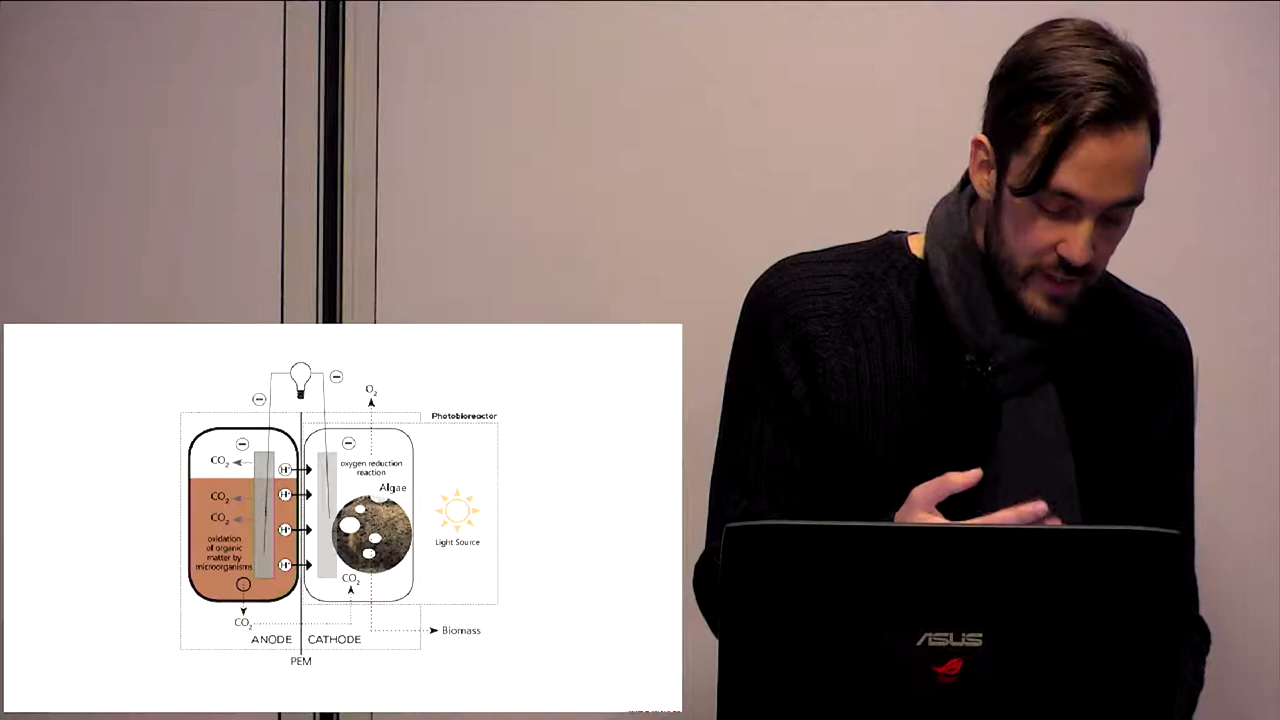 O2
Photobioreactor
CO2
H+
oxygen reduction
reaction
Algae
CO2
H+
CO2
oxidation
of organic
matter by
microorganisms
H+
Light Source
H+
CO2
CO2
Biomass
ANODE
CATHODE
PEM
ASUS